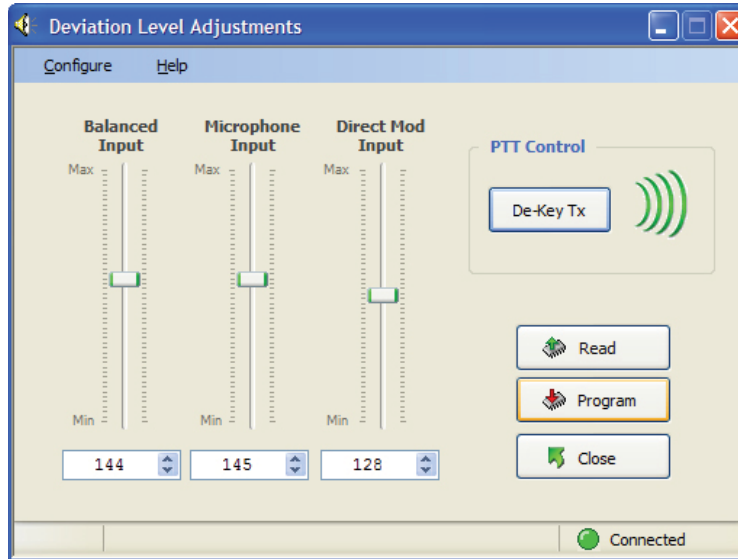 Deviation Level Adjustments
Configure Help
Balanced Input
Microphone Input
Direct Mod Input
Max
Max
Max
Min
Min
Min
144
145
128
PTT Control
De-Key Tx
Read
Program
Close
Connected